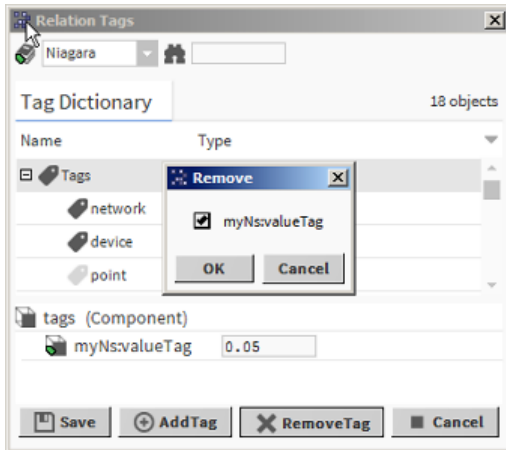 Relation Tags
Niagara
Tag Dictionary 18 objects
Name Type
Tags
network
device
point
Remove
myNs:valueTag
OK Cancel
tags (Component)
myNs:valueTag 0.05
Save AddTag RemoveTag Cancel